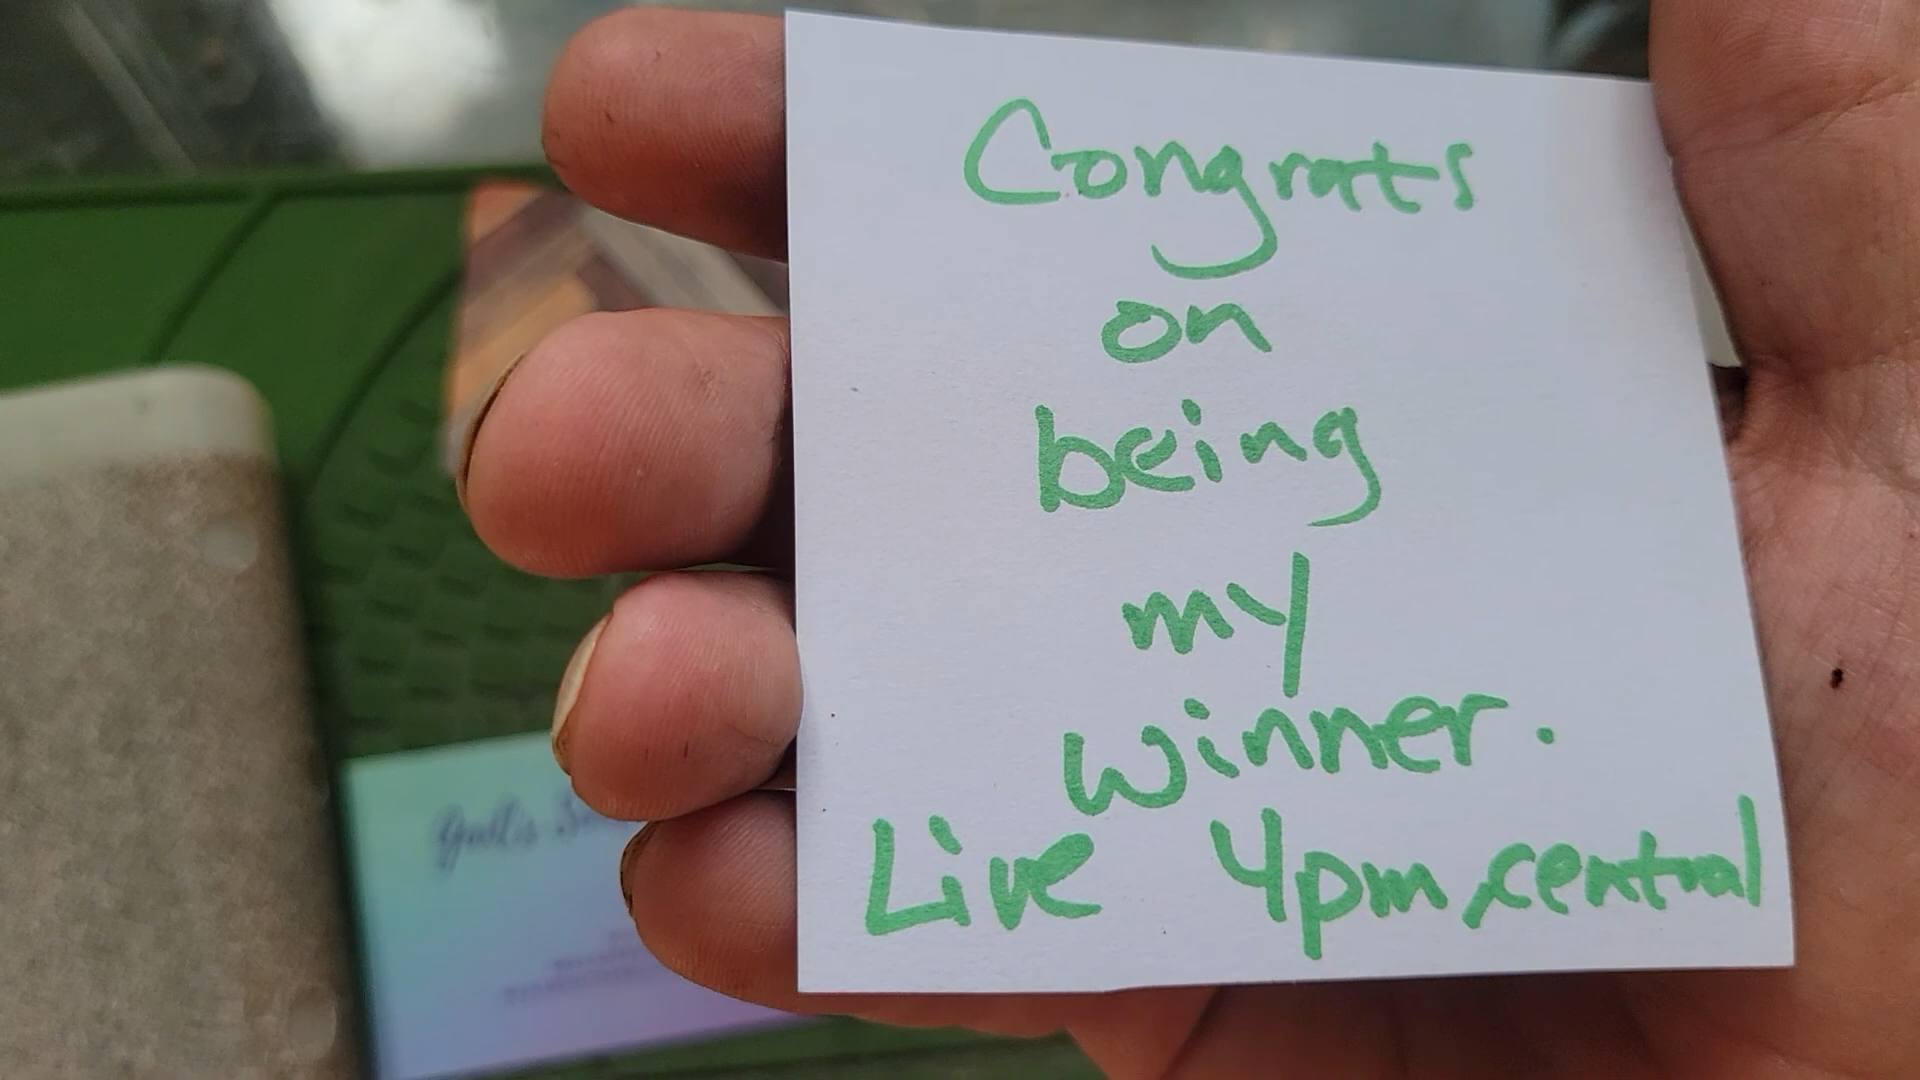 Congrats
on
being
my
winner.
Live 4pm central